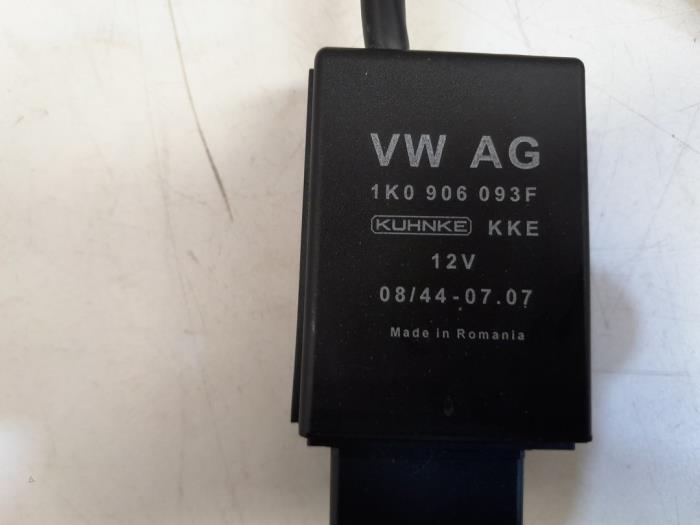 VW AG
1K0 906 093F
KUHNKE KKE
12V
08/44-07.07
Made in Romania